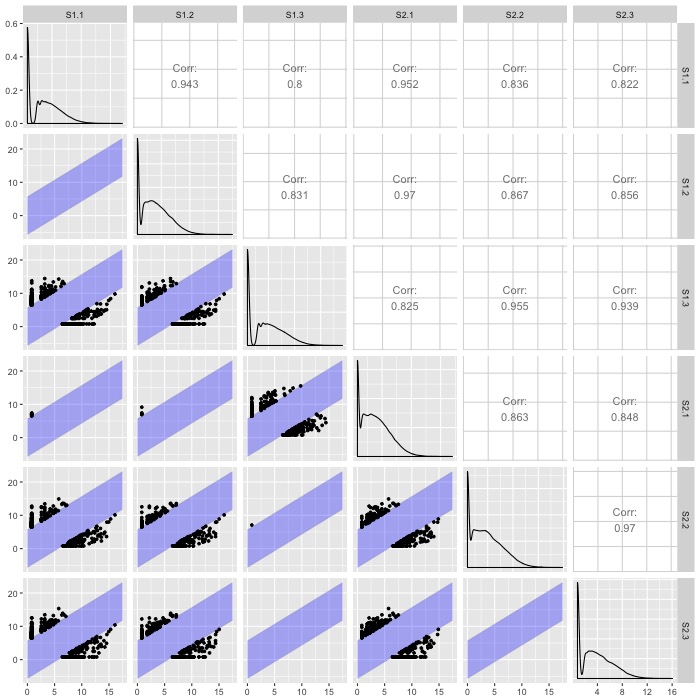 S1.1 S1.2 S1.3 S2.1 S2.2 S2.3
0.6
0.4
0.2
0.0
Corr:
0.943
Corr:
0.8
Corr:
0.952
Corr:
0.836
Corr:
0.822
S1.1
20
10
0
Corr:
0.831
Corr:
0.97
Corr:
0.867
Corr:
0.856
S1.2
20
10
0
Corr:
0.825
Corr:
0.955
Corr:
0.939
S1.3
20
10
0
Corr:
0.863
Corr:
0.848
S2.1
20
10
0
Corr:
0.97
S2.2
20
10
0
S2.3
0 5 10 15
0 5 10 15
0 5 10 15
0 5 10 15
0 5 10 15
4 8 12 16